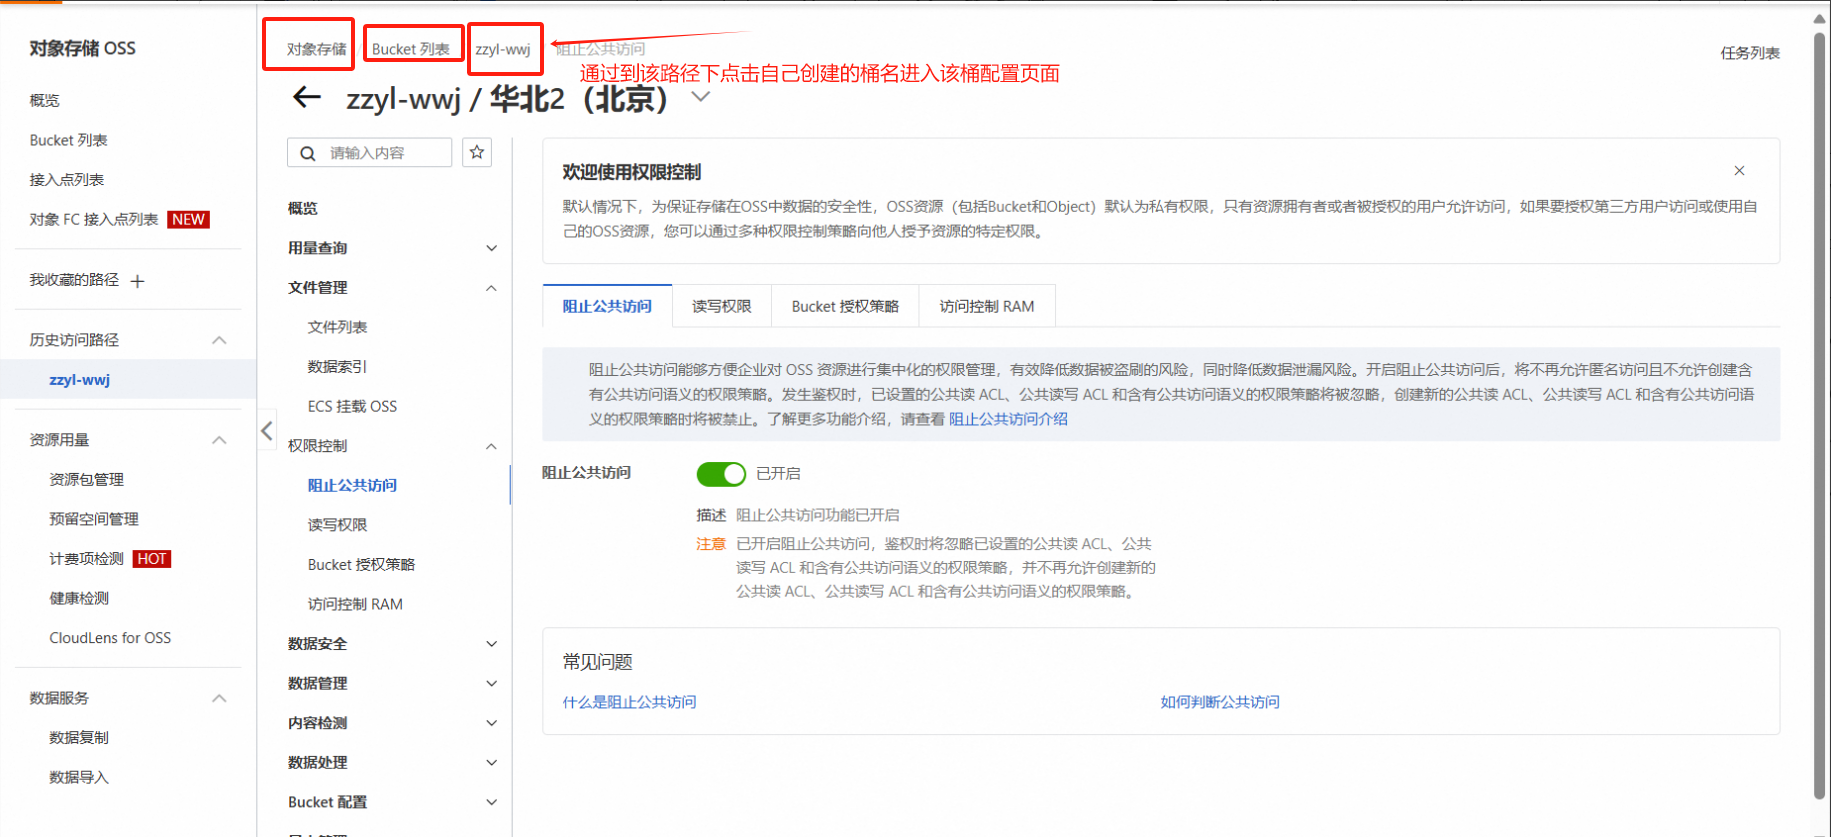 对象存储 OSS
概览
Bucket 列表
接入点列表
对象 FC 接入点列表 NEW
我收藏的路径
历史访问路径
zzyl-wwj
资源用量
资源包管理
预留空间管理
计费项检测 HOT
健康检测
CloudLens for OSS
数据服务
数据复制
数据导入
对象存储 Bucket 列表 zzyl-wwj 阻止公共访问
任务列表
通过到该路径下点击自己创建的桶名进入该桶配置页面
zzyl-wwj / 华北2（北京）
请输入内容
概览
用量查询
文件管理
文件列表
数据索引
ECS 挂载 OSS
权限控制
阻止公共访问
读写权限
Bucket 授权策略
访问控制 RAM
数据安全
数据管理
内容检测
数据处理
Bucket 配置
欢迎使用权限控制
默认情况下，为保证存储在OSS中数据的安全性，OSS资源（包括Bucket和Object）默认为私有权限，只有资源拥有者或者被授权的用户允许访问，如果要授权第三方用户访问或使用自
己的OSS资源，您可以通过多种权限控制策略向他人授予资源的特定权限。
阻止公共访问 读写权限 Bucket 授权策略 访问控制 RAM
阻止公共访问能够方便企业对 OSS 资源进行集中化的权限管理，有效降低数据被盗刷的风险，同时降低数据泄漏风险。开启阻止公共访问后，将不再允许匿名访问且不允许创建含
有公共访问语义的权限策略。发生鉴权时，已设置的公共读 ACL、公共读写 ACL 和含有公共访问语义的权限策略将被忽略，创建新的公共读 ACL、公共读写 ACL 和含有公共访问语
义的权限策略时将被禁止。了解更多功能介绍，请查看 阻止公共访问介绍
阻止公共访问 已开启
描述 阻止公共访问功能已开启
注意 已开启阻止公共访问，鉴权时将忽略已设置的公共读 ACL、公共
读写 ACL 和含有公共访问语义的权限策略，并不再允许创建新的
公共读 ACL、公共读写 ACL 和含有公共访问语义的权限策略。
常见问题
什么是阻止公共访问 如何判断公共访问